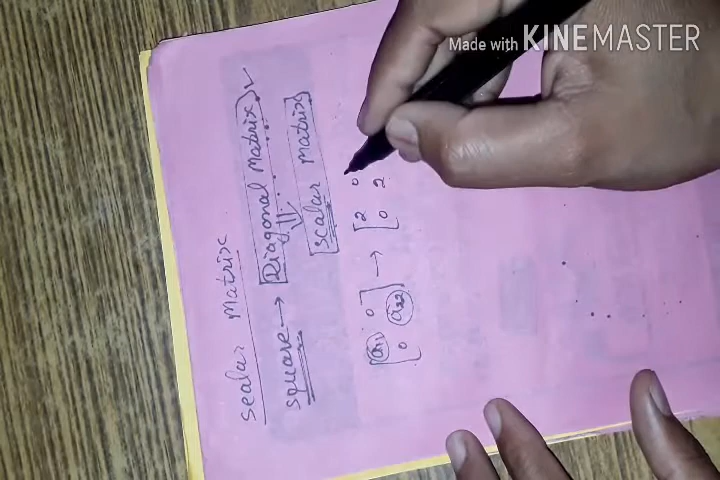 Made with KINEMASTER
Scalar Matrix
square → Diagonal Matrix ✓
⇓
Scalar Matrix
[a₁₁ 0 → [2 0
0 a₂₂] 0 2